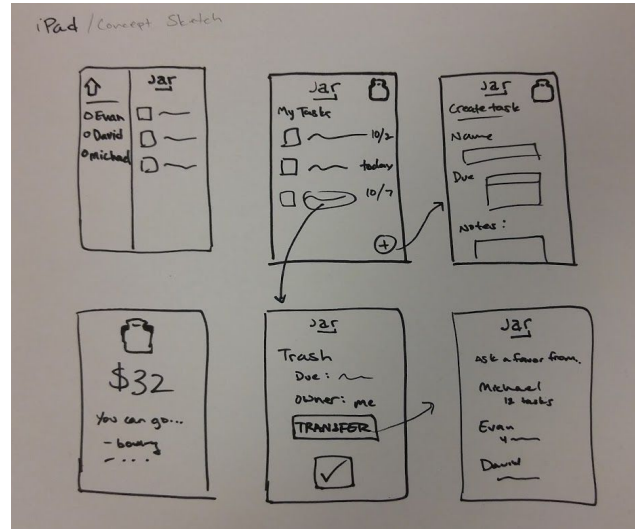 iPad / Concept Sketch
Jar
Evan
David
michael
Jar
My Tasks
10/2
today
10/7
+
Jar
Create task
Name
Due
Notes:
$32
You can go...
- 
- . . . .
Jar
Trash
Due:
owner: me
TRANSFER
Jar
Ask a favor from..
Michael
12 tasks
Evan
4
David